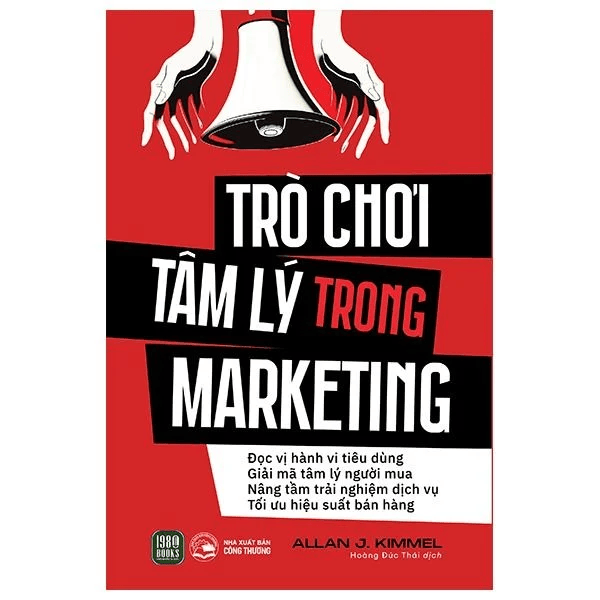 TRÒ CHƠI
TÂM LÝ TRONG
MARKETING
Đọc vị hành vi tiêu dùng
Giải mã tâm lý người mua
Nâng tầm trải nghiệm dịch vụ
Tối ưu hiệu suất bán hàng
1980
BOOKS
NHÀ XUẤT BẢN
CÔNG THƯƠNG
ALLAN J. KIMMEL
Hoàng Đức Thái dịch